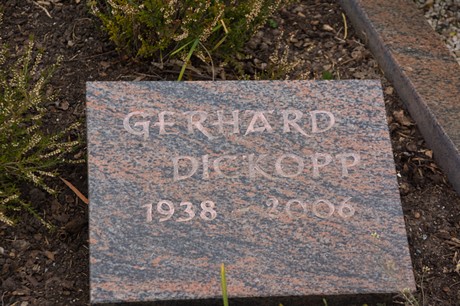 GERHARD
DICKOPP
1938 - 2006